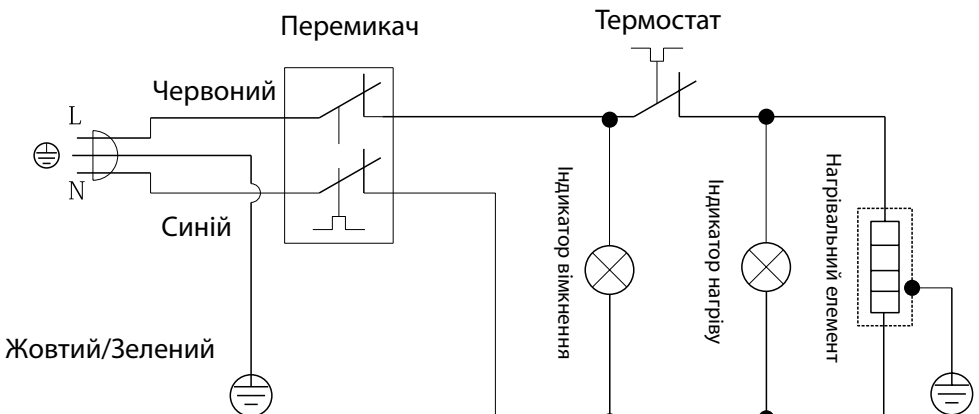 Перемикач
Термостат
Червоний
L
N
Синій
Жовтий/Зелений
Індикатор вімкнення
Індикатор нагріву
Нагрівальний елемент